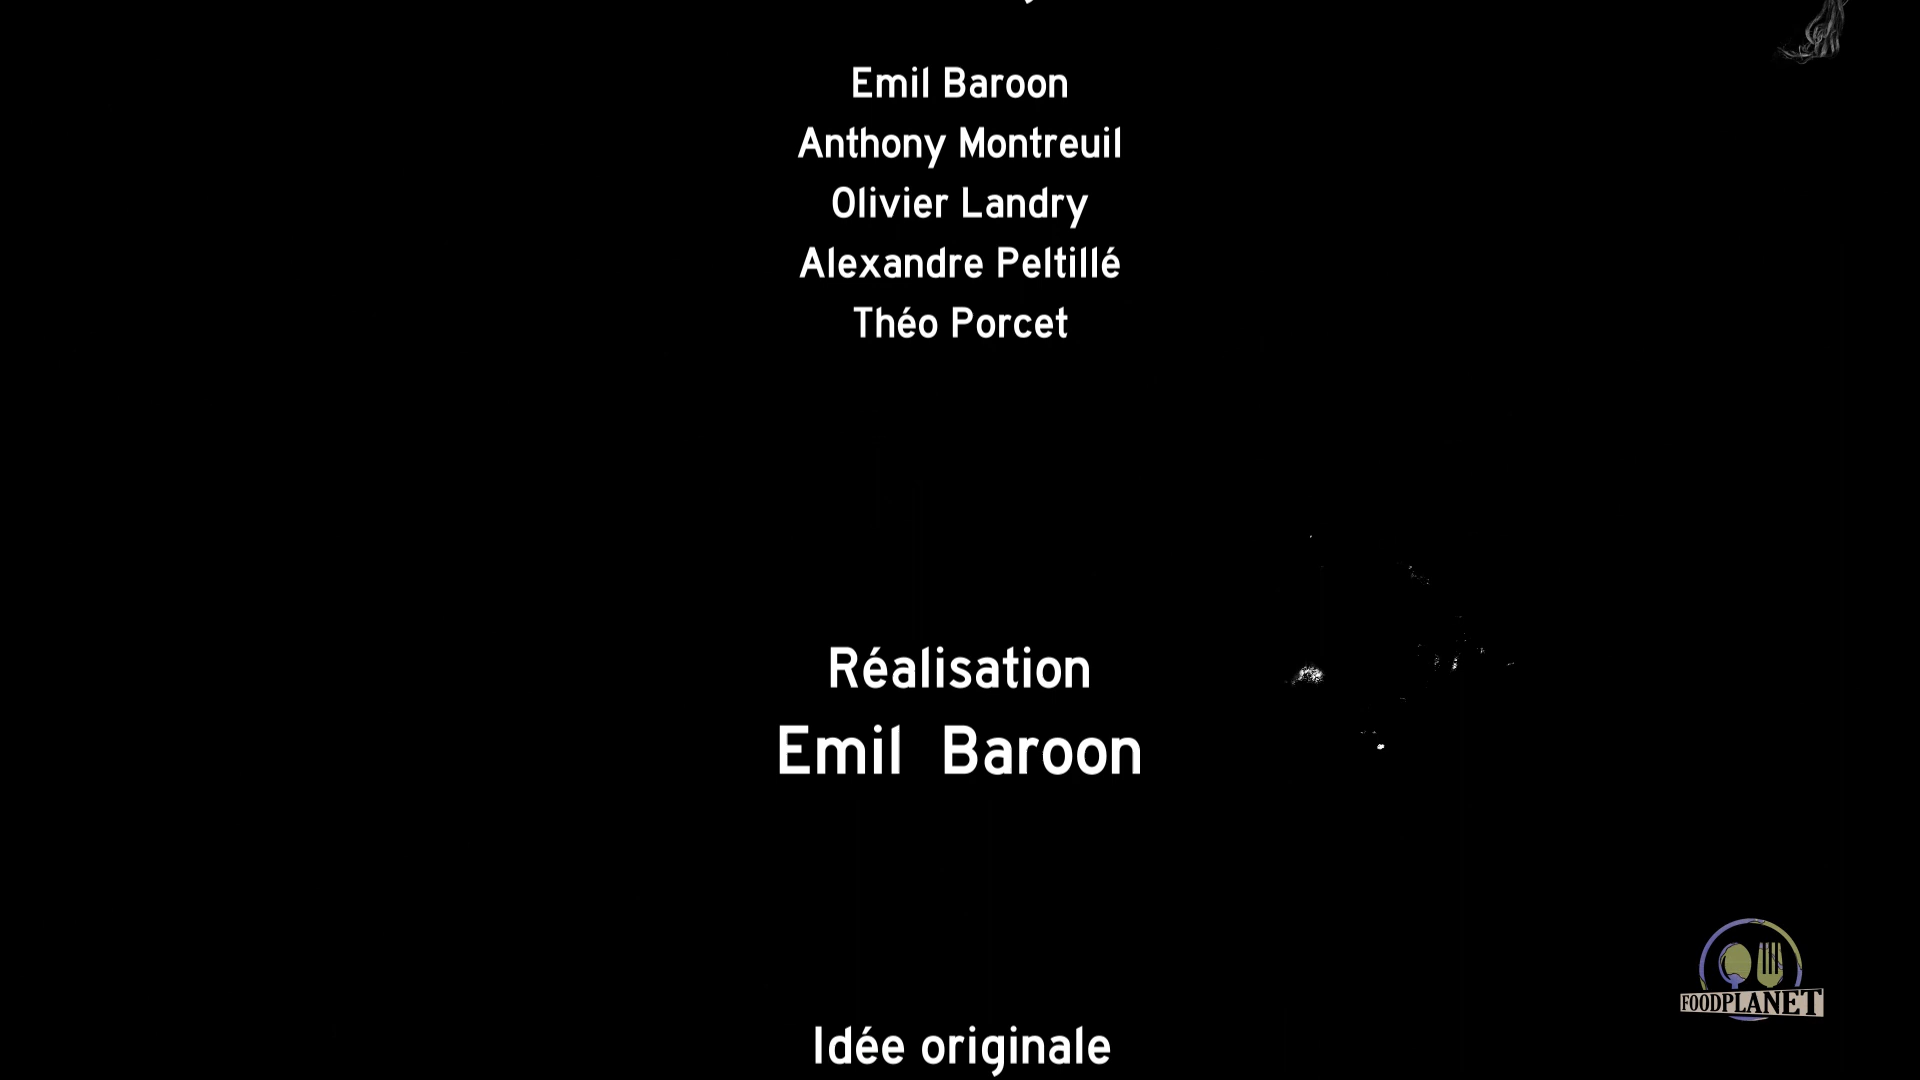 Emil Baroon
Anthony Montreuil
Olivier Landry
Alexandre Peltillé
Théo Porcet
Réalisation
Emil Baroon
Idée originale
FOODPLANET